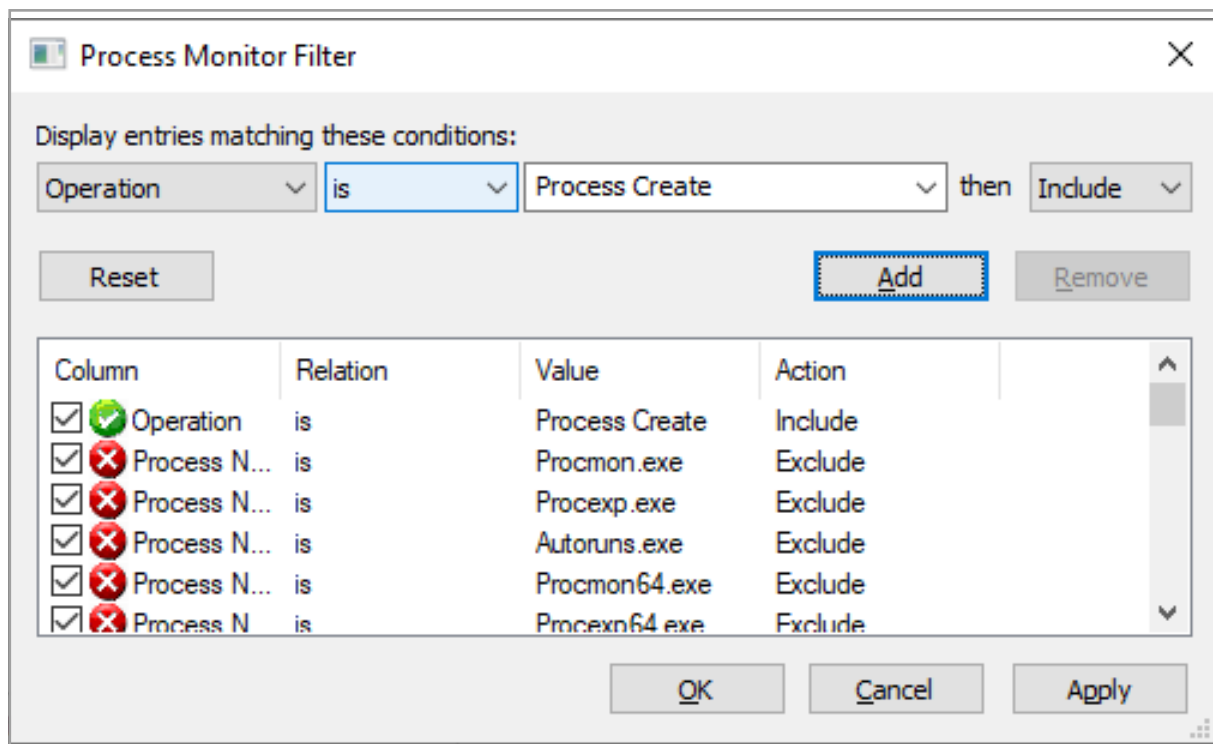 Process Monitor Filter
Display entries matching these conditions:
Operation is Process Create then Include
Reset Add Remove
Column Relation Value Action
Operation is Process Create Include
Process N... is Procmon.exe Exclude
Process N... is Procexp.exe Exclude
Process N... is Autoruns.exe Exclude
Process N... is Procmon64.exe Exclude
Process N is Procexp64.exe Exclude
OK Cancel Apply